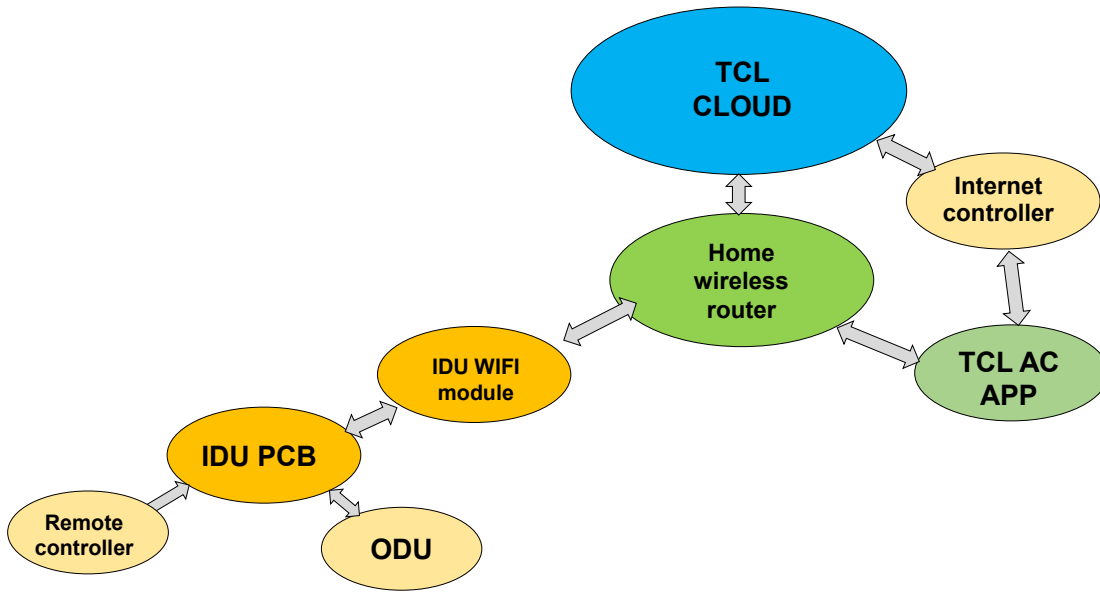 TCL
CLOUD
Internet
controller
Home
wireless
router
IDU WIFI
module
TCL AC
APP
IDU PCB
Remote
controller
ODU